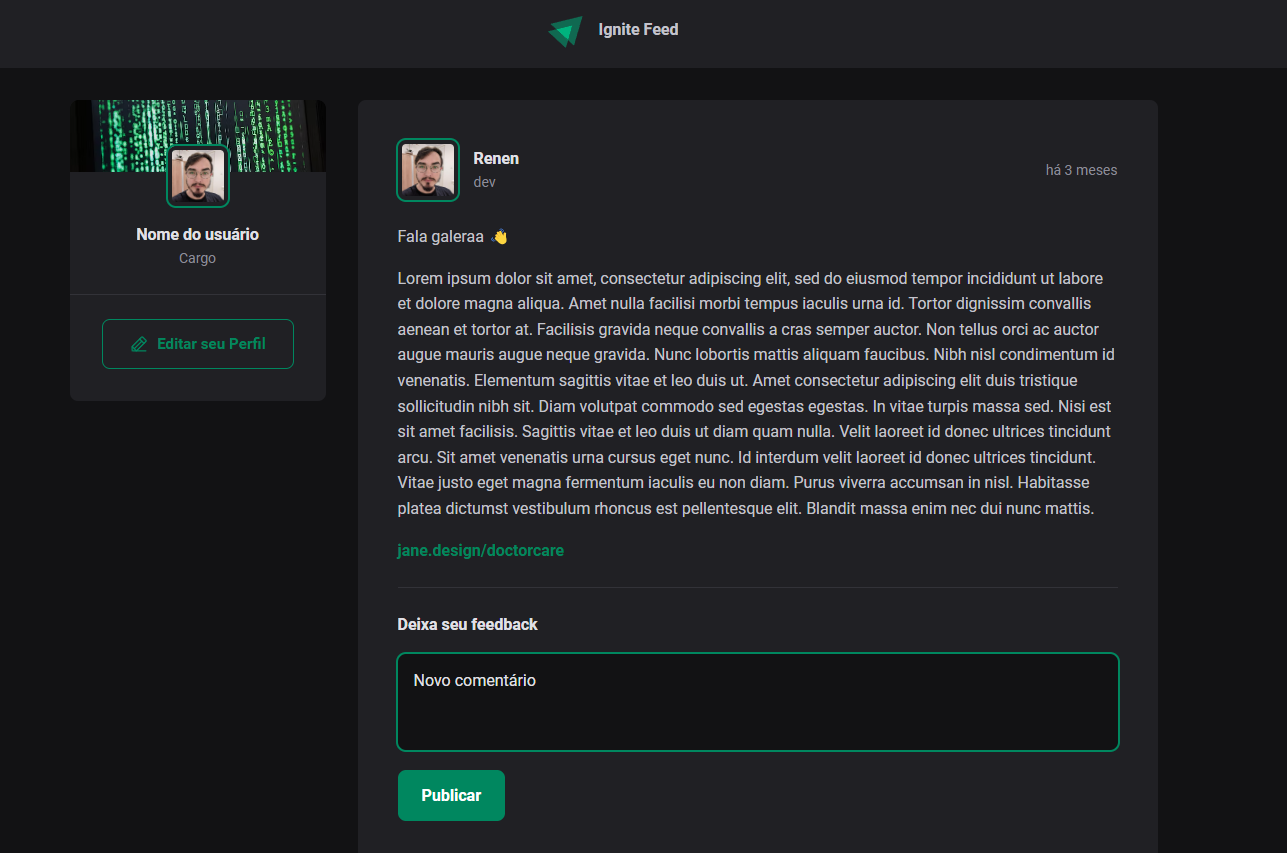 Ignite Feed
Nome do usuário
Cargo
Editar seu Perfil
Renen
dev
há 3 meses
Fala galeraa 👋
Lorem ipsum dolor sit amet, consectetur adipiscing elit, sed do eiusmod tempor incididunt ut labore
et dolore magna aliqua. Amet nulla facilisi morbi tempus iaculis urna id. Tortor dignissim convallis
aenean et tortor at. Facilisis gravida neque convallis a cras semper auctor. Non tellus orci ac auctor
augue mauris augue neque gravida. Nunc lobortis mattis aliquam faucibus. Nibh nisl condimentum id
venenatis. Elementum sagittis vitae et leo duis ut. Amet consectetur adipiscing elit duis tristique
sollicitudin nibh sit. Diam volutpat commodo sed egestas egestas. In vitae turpis massa sed. Nisi est
sit amet facilisis. Sagittis vitae et leo duis ut diam quam nulla. Velit laoreet id donec ultrices tincidunt
arcu. Sit amet venenatis urna cursus eget nunc. Id interdum velit laoreet id donec ultrices tincidunt.
Vitae justo eget magna fermentum iaculis eu non diam. Purus viverra accumsan in nisl. Habitasse
platea dictumst vestibulum rhoncus est pellentesque elit. Blandit massa enim nec dui nunc mattis.
jane.design/doctorcare
Deixa seu feedback
Novo comentário
Publicar